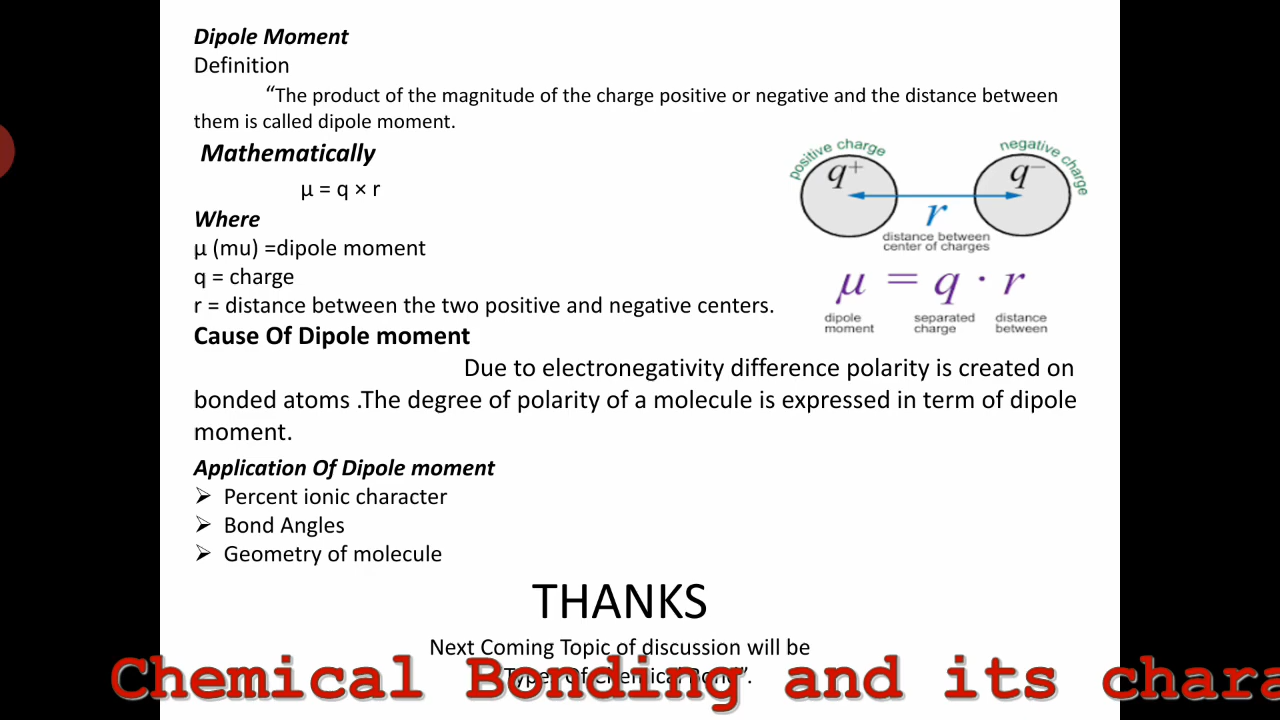 Dipole Moment
Definition
“The product of the magnitude of the charge positive or negative and the distance between
them is called dipole moment.
Mathematically
μ = q × r
Where
μ (mu) =dipole moment
q = charge
r = distance between the two positive and negative centers.
positive charge
negative charge
q+
q−
r
distance between
center of charges
μ = q · r
dipole
moment
separated
charge
distance
between
Cause Of Dipole moment
Due to electronegativity difference polarity is created on
bonded atoms .The degree of polarity of a molecule is expressed in term of dipole
moment.
Application Of Dipole moment
➢ Percent ionic character
➢ Bond Angles
➢ Geometry of molecule
THANKS
Next Coming Topic of discussion will be
Chemical Bonding and its chara